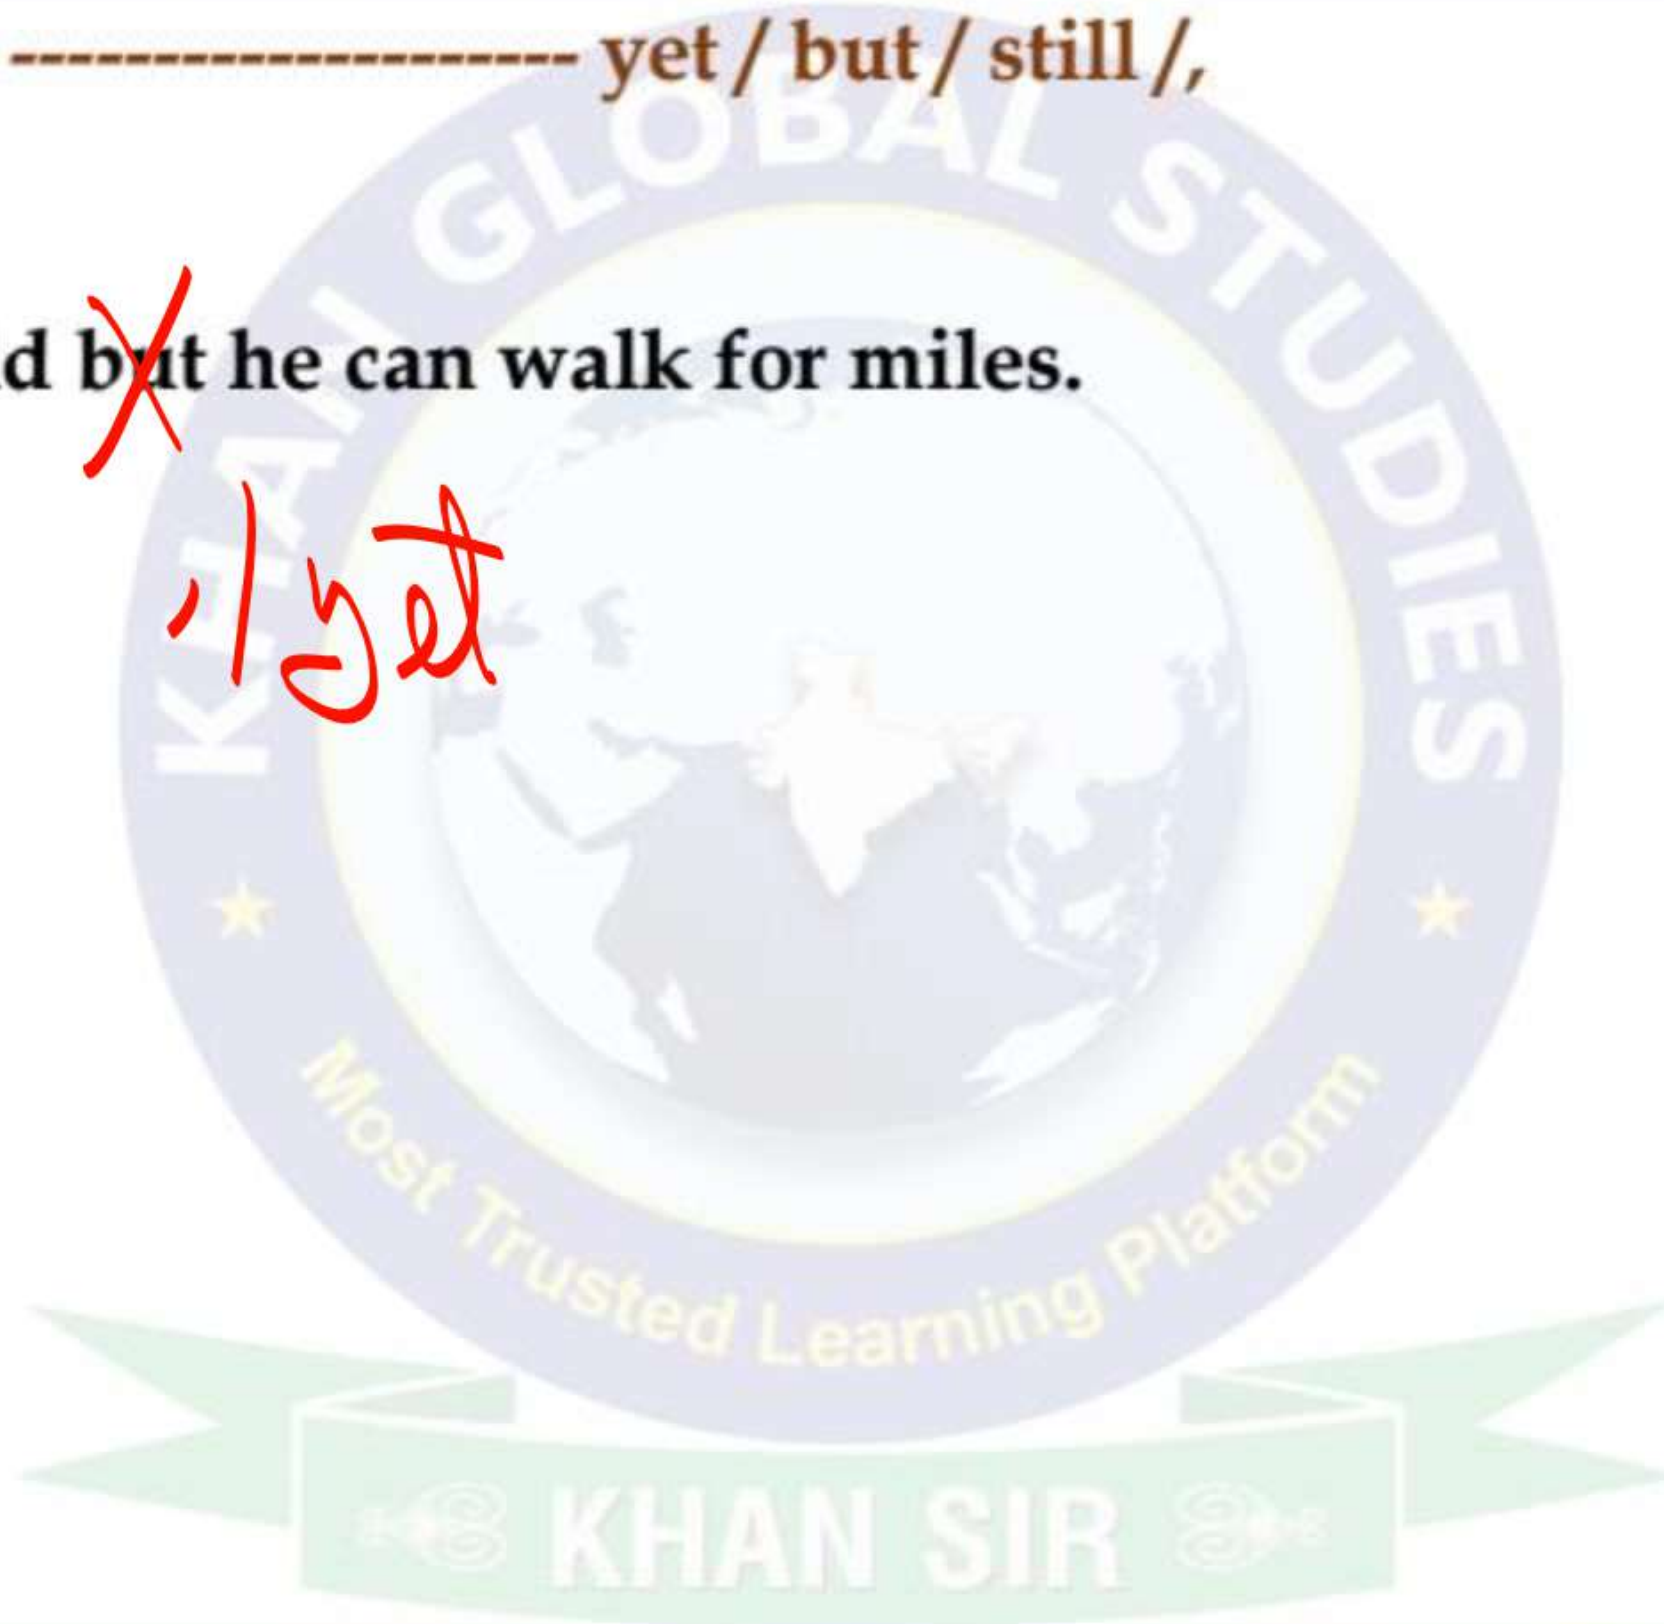 -------------------- yet / but / still /,
KHAN GLOBAL STUDIES
d but he can walk for miles.
, / yet
Most Trusted Learning Platform
KHAN SIR